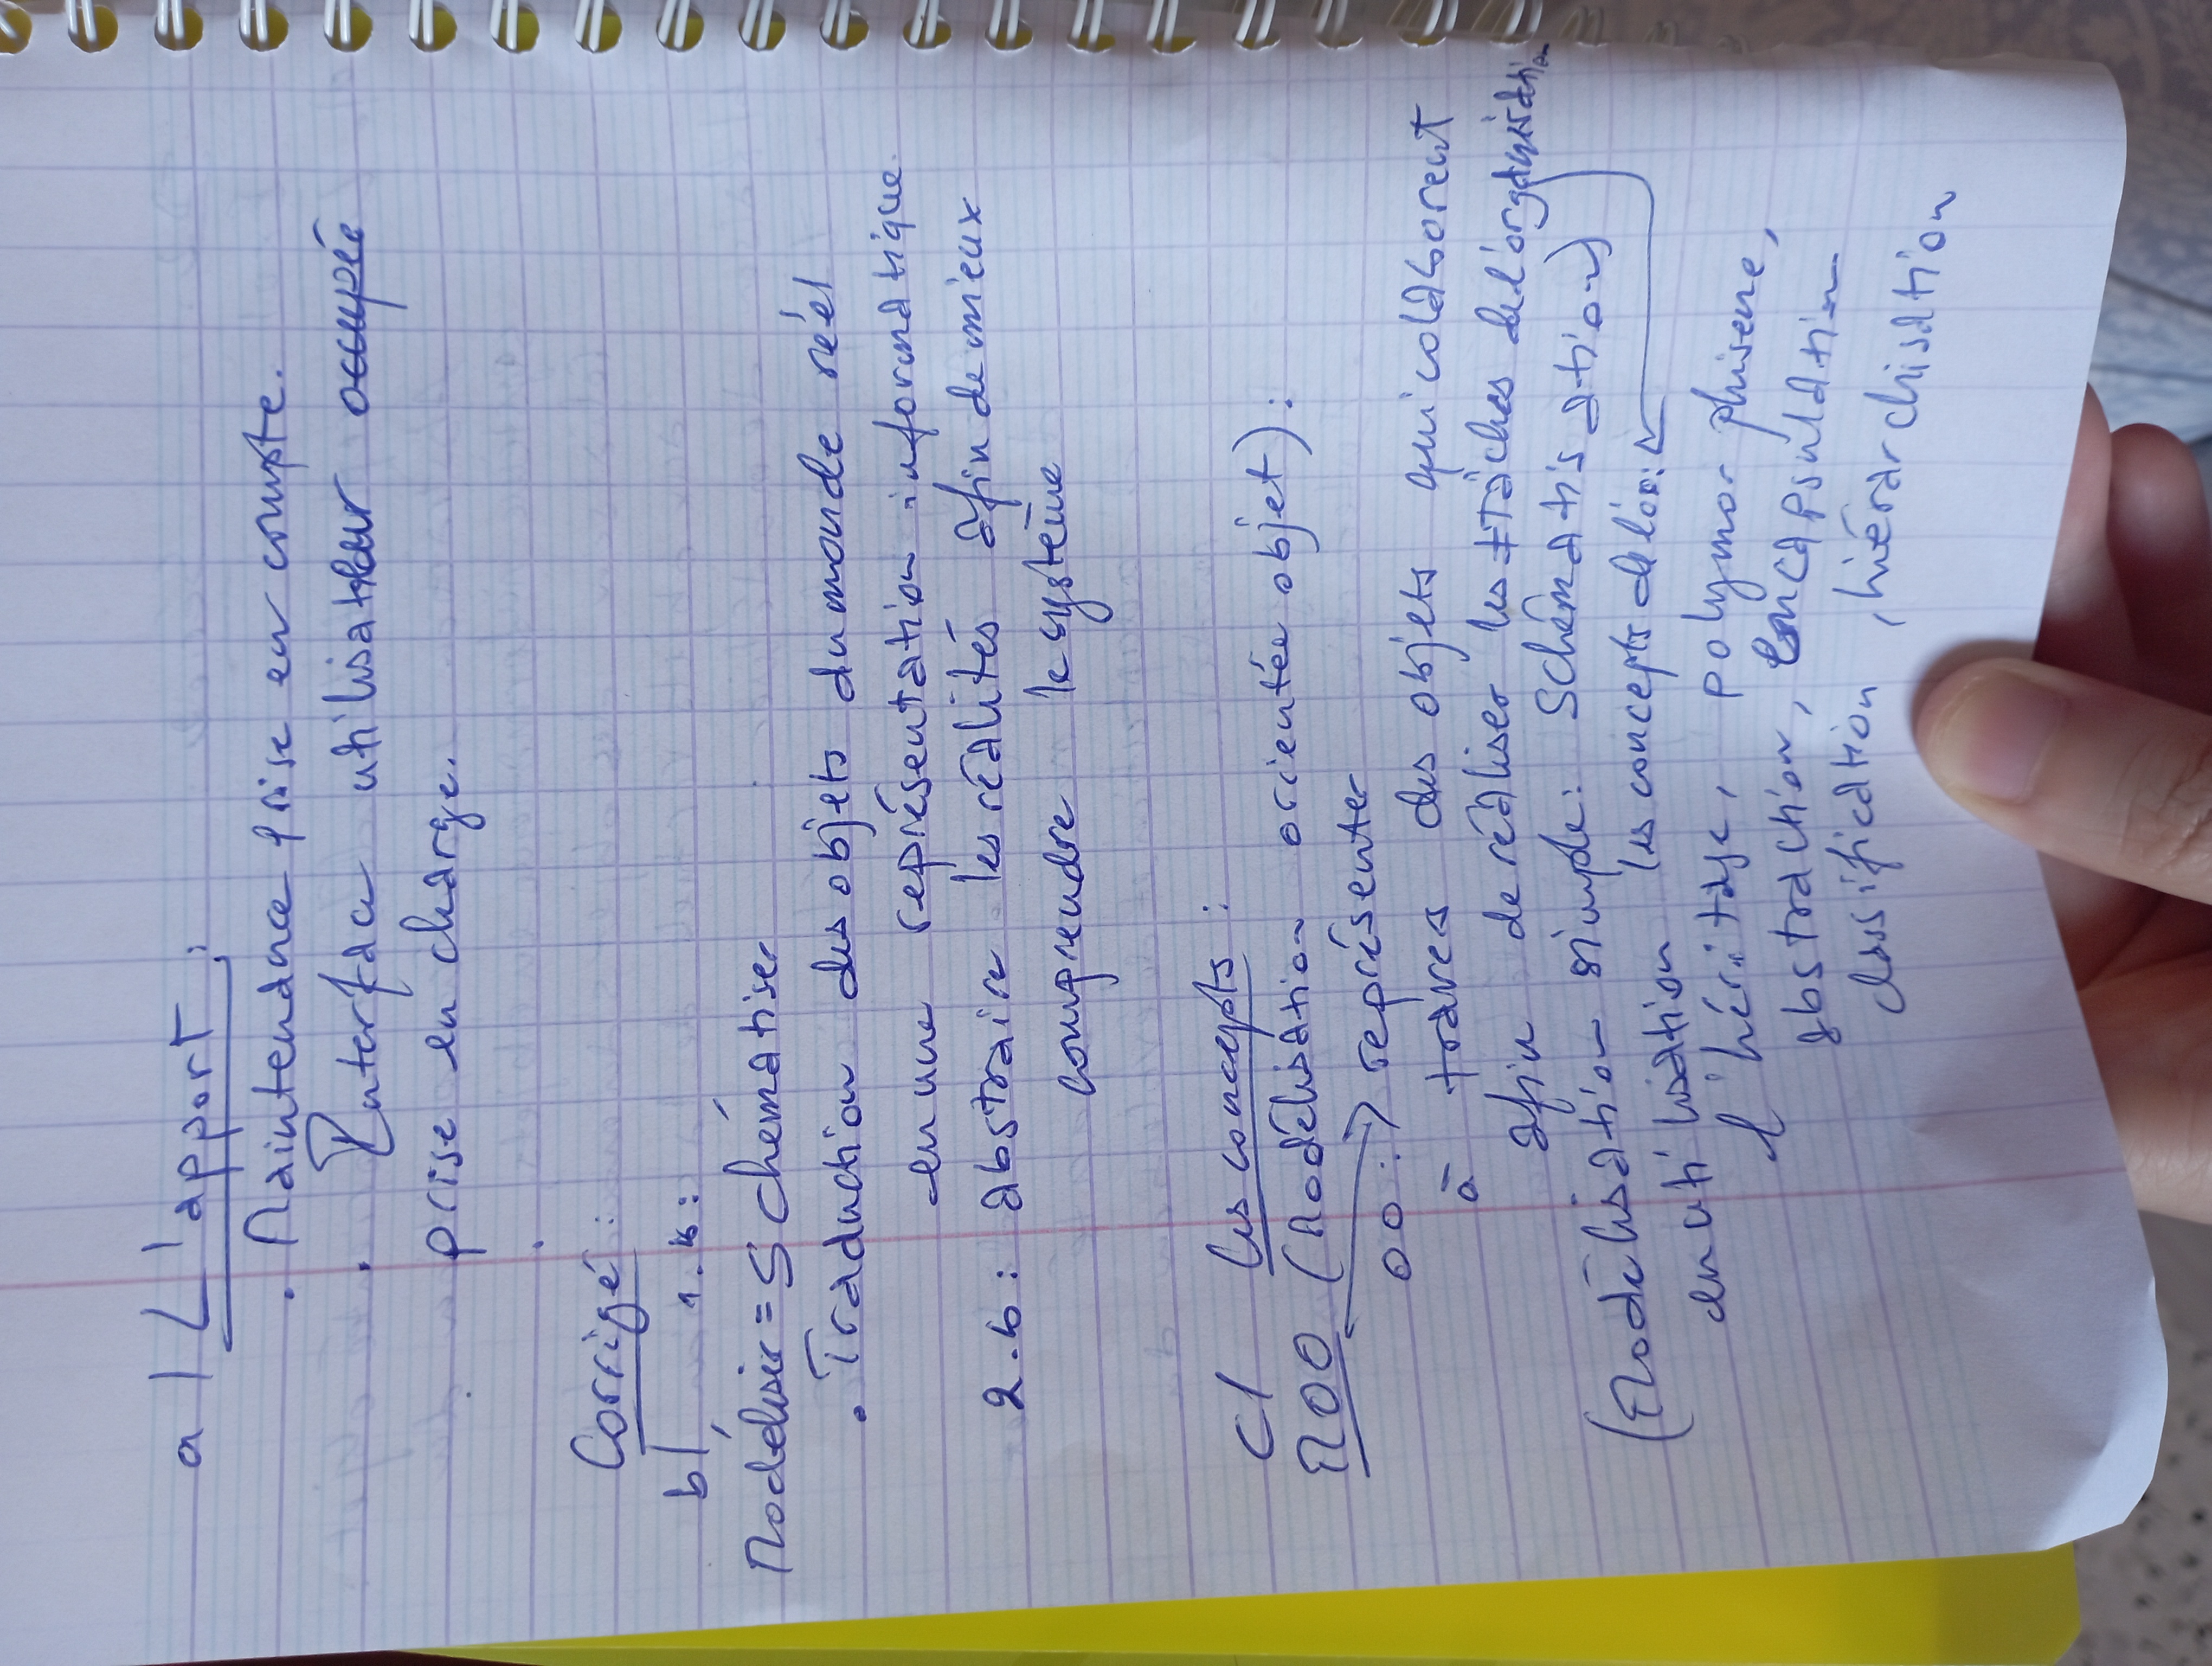 a / L'apport :
. Maintenance prise en compte.
. Interface utilisateur occupée
prise en charge.
.
Corrigé :
b/ 1.b :
Modéliser = Schématiser
. Traduction des objets du monde réel
en une représentation informatique.
2.b : abstraire les réalités afin de mieux
comprendre le système
C/ les concepts :
MOO (Modélisation orientée objet) :
OO : représenter
à travers des objets qui colaborent
afin de réaliser les ≠ tâches de l'organisation
(Modélisation simple : Schématisation)
en utilisation les concepts de l'oo :
l'héritage, polymorphisme,
abstraction, encapsulation
classification, hiérarchisation